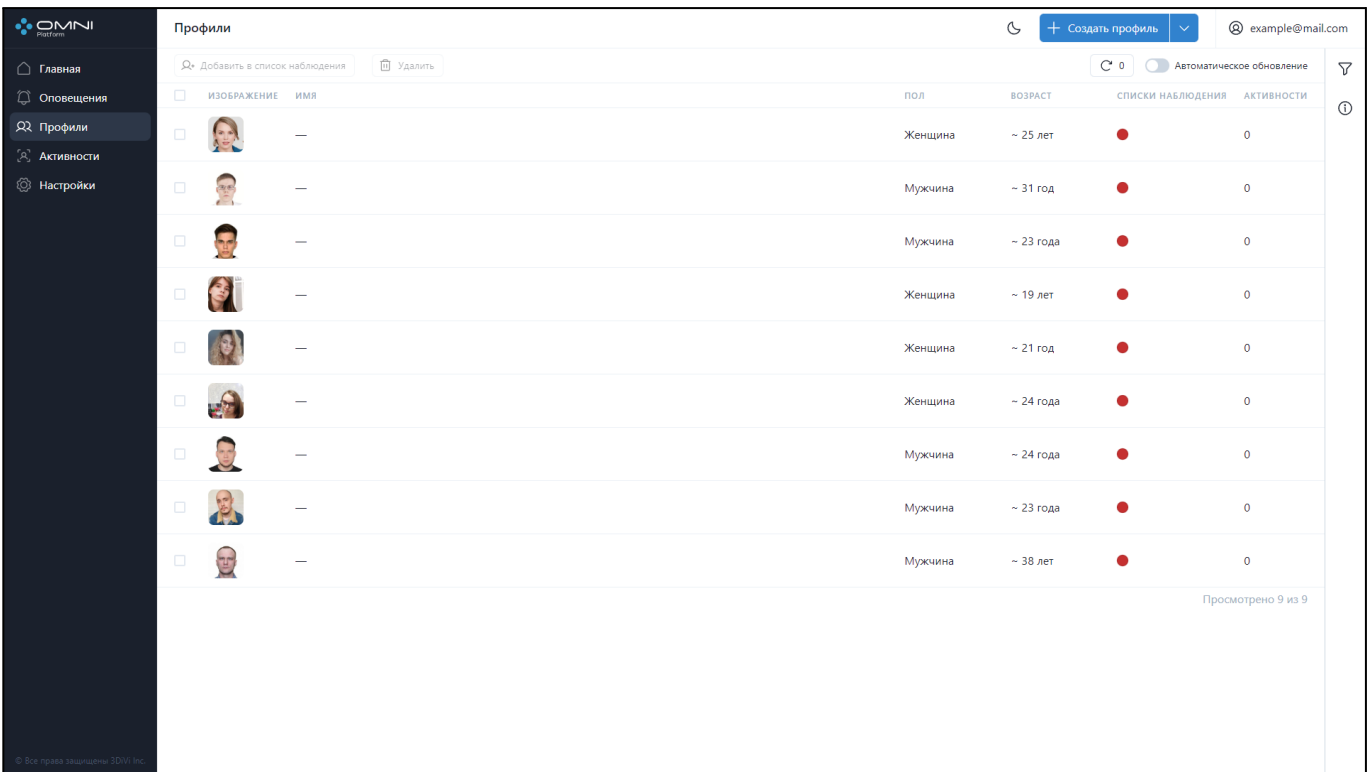 OMNI
Platform
Профили
Создать профиль
example@mail.com
Главная
Оповещения
Профили
Активности
Настройки
Добавить в список наблюдения
Удалить
0
Автоматическое обновление
ИЗОБРАЖЕНИЕ ИМЯ ПОЛ ВОЗРАСТ СПИСКИ НАБЛЮДЕНИЯ АКТИВНОСТИ
— Женщина ~ 25 лет 0
— Мужчина ~ 31 год 0
— Мужчина ~ 23 года 0
— Женщина ~ 19 лет 0
— Женщина ~ 21 год 0
— Женщина ~ 24 года 0
— Мужчина ~ 24 года 0
— Мужчина ~ 23 года 0
— Мужчина ~ 38 лет 0
Просмотрено 9 из 9
© Все права защищены 3DiVi Inc.